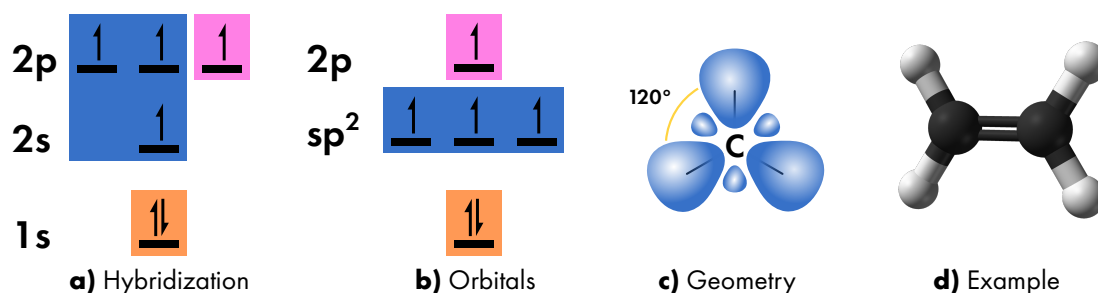 2p
2s
1s
a) Hybridization
2p
sp²
b) Orbitals
120°
C
c) Geometry
d) Example